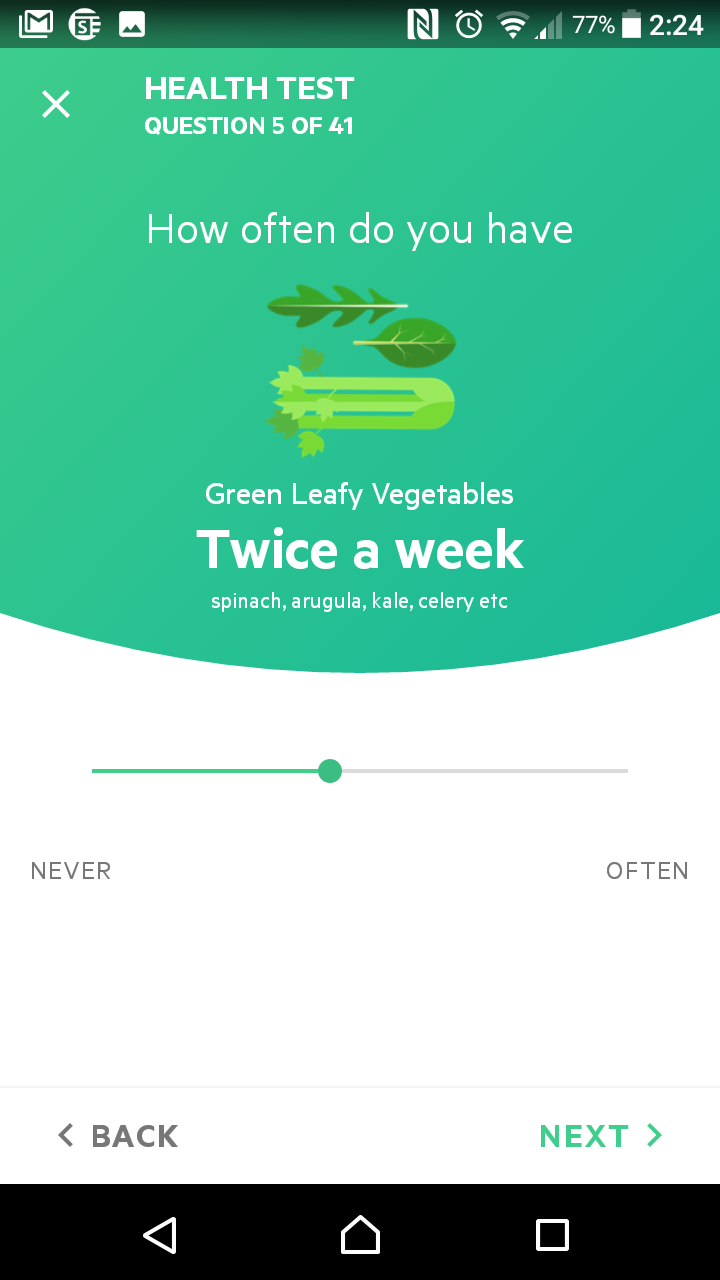 77% 2:24
HEALTH TEST
QUESTION 5 OF 41
How often do you have
Green Leafy Vegetables
Twice a week
spinach, arugula, kale, celery etc
NEVER OFTEN
BACK NEXT